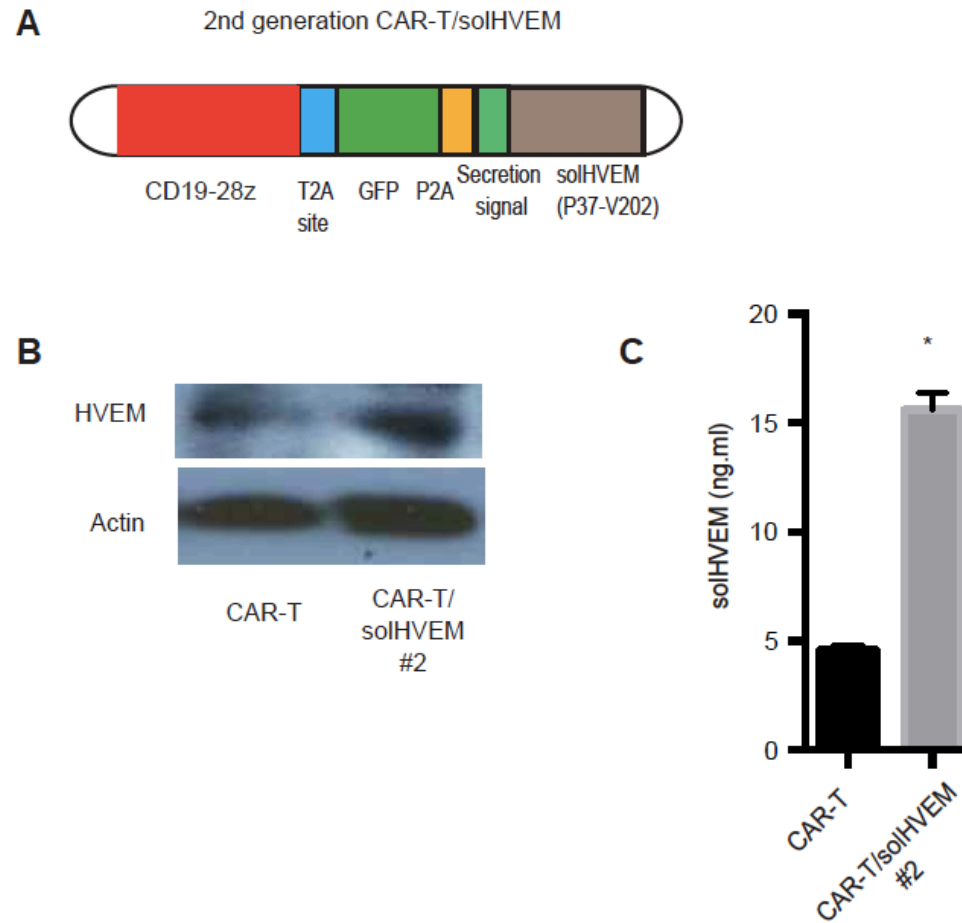 A
2nd generation CAR-T/solHVEM
CD19-28z
T2A
site
GFP
P2A
Secretion
signal
solHVEM
(P37-V202)
B
HVEM
Actin
CAR-T
CAR-T/
solHVEM
#2
C
solHVEM (ng.ml)
20
15
10
5
0
*
CAR-T
CAR-T/solHVEM
#2